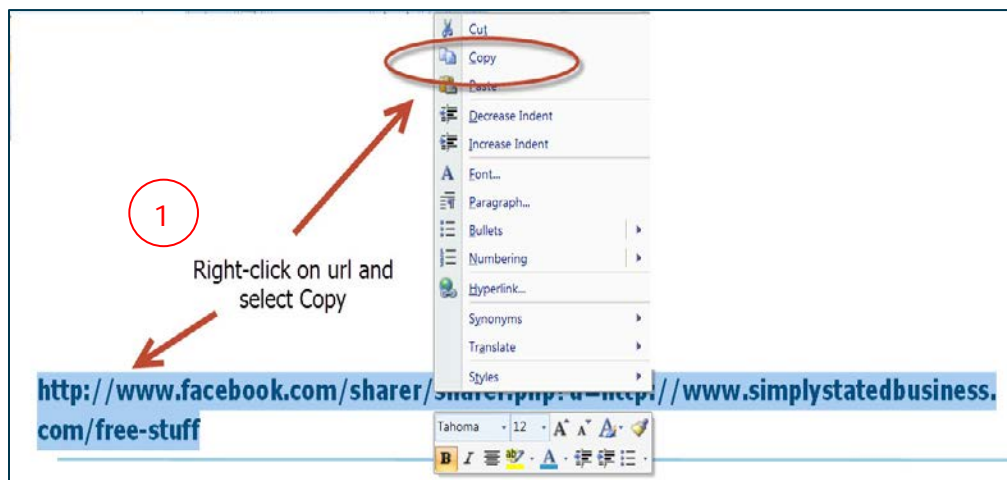 Cut
Copy
Paste
Decrease Indent
Increase Indent
A Font...
Paragraph...
Bullets
Numbering
Hyperlink...
Synonyms
Translate
Styles
1
Right-click on url and
select Copy
http://www.facebook.com/sharer/sharer.php?u=http://www.simplystatedbusiness.
com/free-stuff
Tahoma 12 A A A
B I ab A